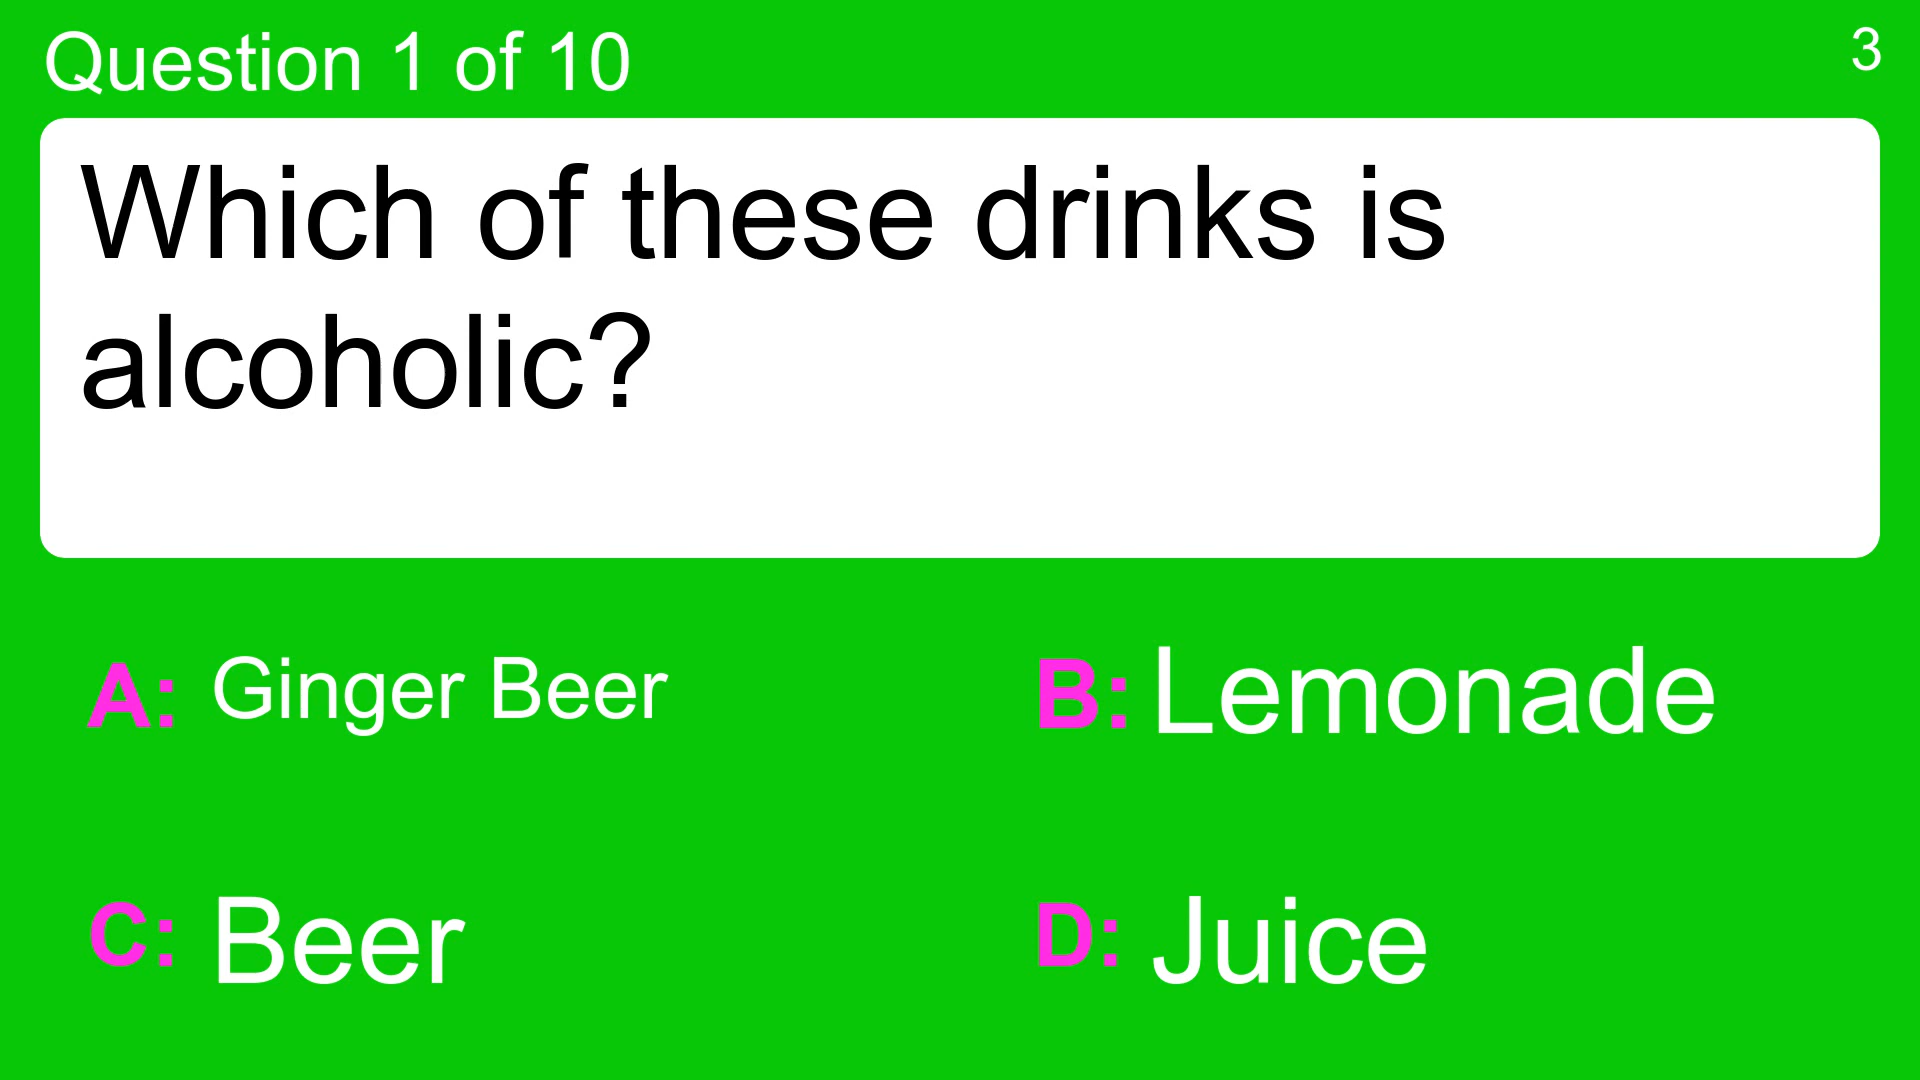 Question 1 of 10
3
Which of these drinks is
alcoholic?
A: Ginger Beer
B: Lemonade
C: Beer
D: Juice